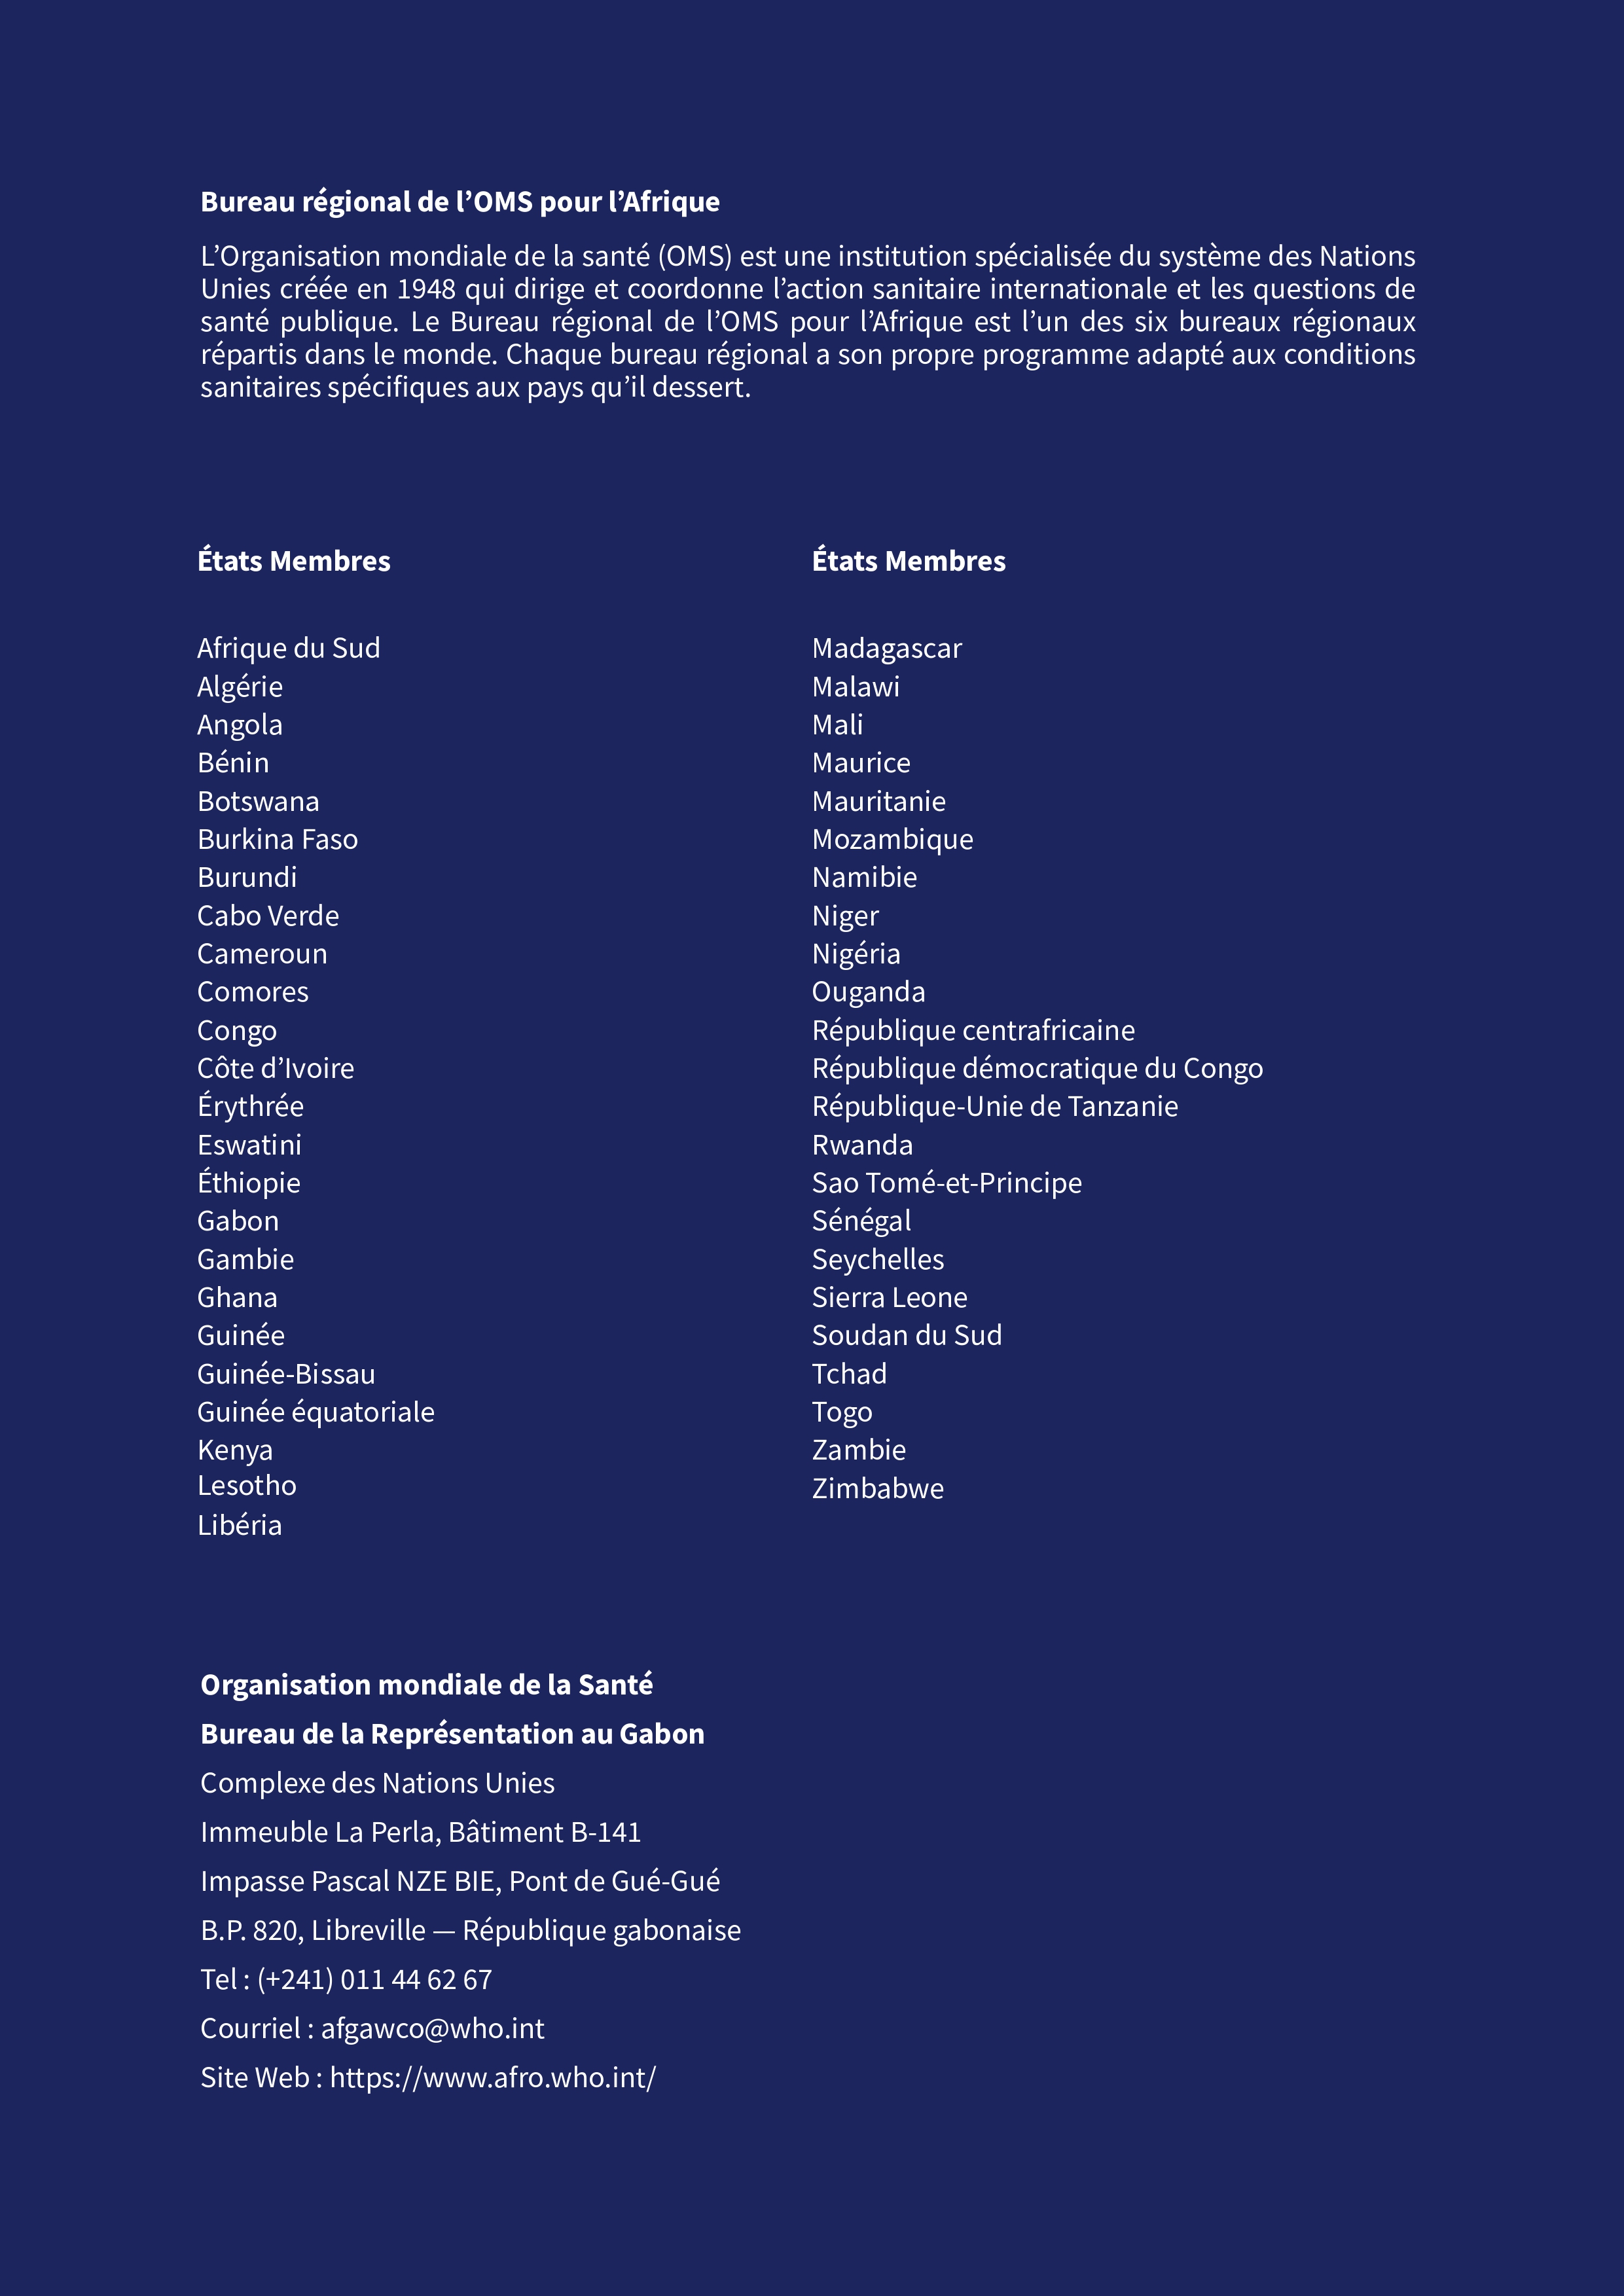 Bureau régional de l’OMS pour l’Afrique
L’Organisation mondiale de la santé (OMS) est une institution spécialisée du système des Nations
Unies créée en 1948 qui dirige et coordonne l’action sanitaire internationale et les questions de
santé publique. Le Bureau régional de l’OMS pour l’Afrique est l’un des six bureaux régionaux
répartis dans le monde. Chaque bureau régional a son propre programme adapté aux conditions
sanitaires spécifiques aux pays qu’il dessert.
États Membres
Afrique du Sud
Algérie
Angola
Bénin
Botswana
Burkina Faso
Burundi
Cabo Verde
Cameroun
Comores
Congo
Côte d’Ivoire
Érythrée
Eswatini
Éthiopie
Gabon
Gambie
Ghana
Guinée
Guinée-Bissau
Guinée équatoriale
Kenya
Lesotho
Libéria
États Membres
Madagascar
Malawi
Mali
Maurice
Mauritanie
Mozambique
Namibie
Niger
Nigéria
Ouganda
République centrafricaine
République démocratique du Congo
République-Unie de Tanzanie
Rwanda
Sao Tomé-et-Principe
Sénégal
Seychelles
Sierra Leone
Soudan du Sud
Tchad
Togo
Zambie
Zimbabwe
Organisation mondiale de la Santé
Bureau de la Représentation au Gabon
Complexe des Nations Unies
Immeuble La Perla, Bâtiment B-141
Impasse Pascal NZE BIE, Pont de Gué-Gué
B.P. 820, Libreville — République gabonaise
Tel : (+241) 011 44 62 67
Courriel : afgawco@who.int
Site Web : https://www.afro.who.int/